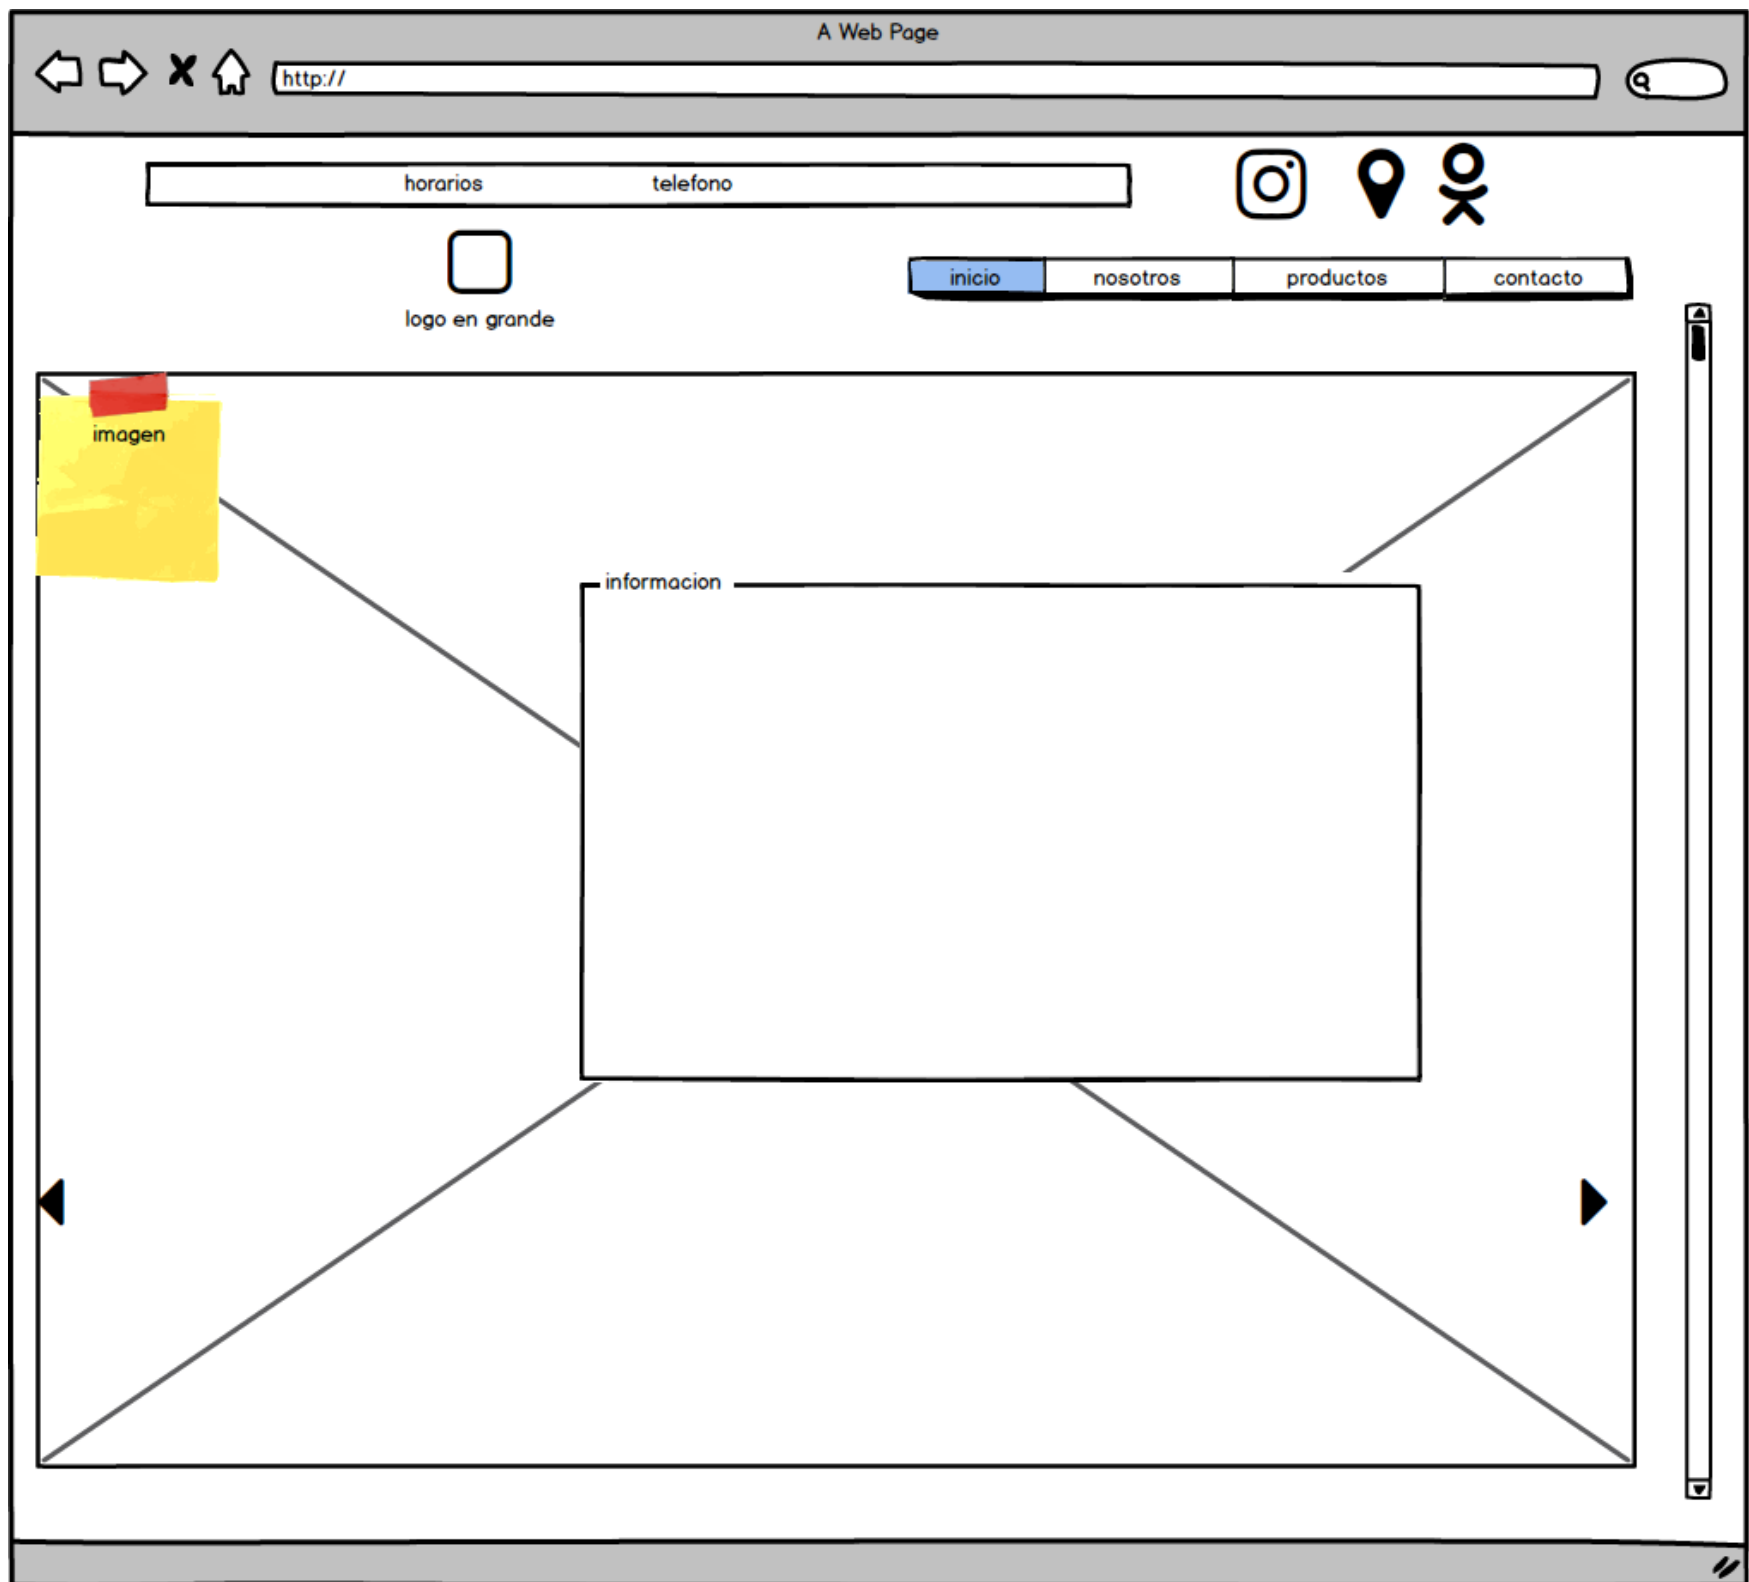 A Web Page
http://
horarios telefono
inicio nosotros productos contacto
logo en grande
imagen
informacion